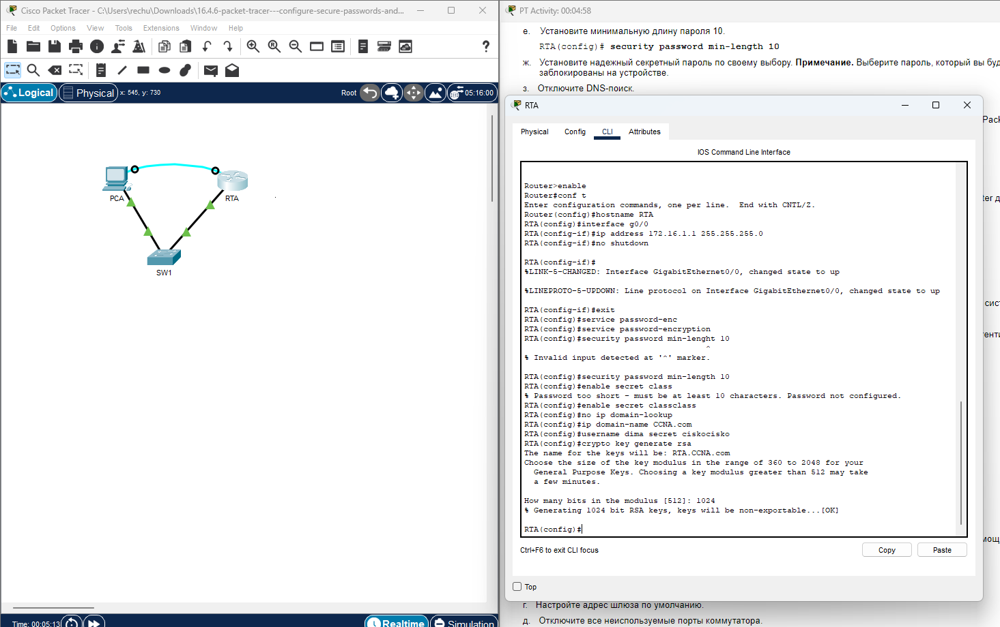 Cisco Packet Tracer - C:\Users\rechu\Downloads\16.4.6-packet-tracer---configure-secure-passwords-and...
File Edit Options View Tools Extensions Window Help
Logical Physical x: 545, y: 730 Root 05:16:00
PCA
RTA
SW1
Time: 00:05:13 Realtime Simulation
PT Activity: 00:04:58
е. Установите минимальную длину пароля 10.
RTA(config)# security password min-length 10
ж. Установите надежный секретный пароль по своему выбору. Примечание. Выберите пароль, который вы буд
заблокированы на устройстве.
з. Отключите DNS-поиск.
Pack
ter д
сист
генти
мощ
RTA
Physical Config CLI Attributes
IOS Command Line Interface
Router>enable
Router#conf t
Enter configuration commands, one per line.  End with CNTL/Z.
Router(config)#hostname RTA
RTA(config)#interface g0/0
RTA(config-if)#ip address 172.16.1.1 255.255.255.0
RTA(config-if)#no shutdown
RTA(config-if)#
%LINK-5-CHANGED: Interface GigabitEthernet0/0, changed state to up
%LINEPROTO-5-UPDOWN: Line protocol on Interface GigabitEthernet0/0, changed state to up
RTA(config-if)#exit
RTA(config)#service password-enc
RTA(config)#service password-encryption
RTA(config)#security password min-lenght 10
^
% Invalid input detected at '^' marker.
RTA(config)#security password min-length 10
RTA(config)#enable secret class
% Password too short - must be at least 10 characters. Password not configured.
RTA(config)#enable secret classclass
RTA(config)#no ip domain-lookup
RTA(config)#ip domain-name CCNA.com
RTA(config)#username dima secret ciskocisko
RTA(config)#crypto key generate rsa
The name for the keys will be: RTA.CCNA.com
Choose the size of the key modulus in the range of 360 to 2048 for your
General Purpose Keys. Choosing a key modulus greater than 512 may take
a few minutes.
How many bits in the modulus [512]: 1024
% Generating 1024 bit RSA keys, keys will be non-exportable...[OK]
RTA(config)#
Ctrl+F6 to exit CLI focus Copy Paste
Top
г. Настройте адрес шлюза по умолчанию.
д. Отключите все неиспользуемые порты коммутатора.